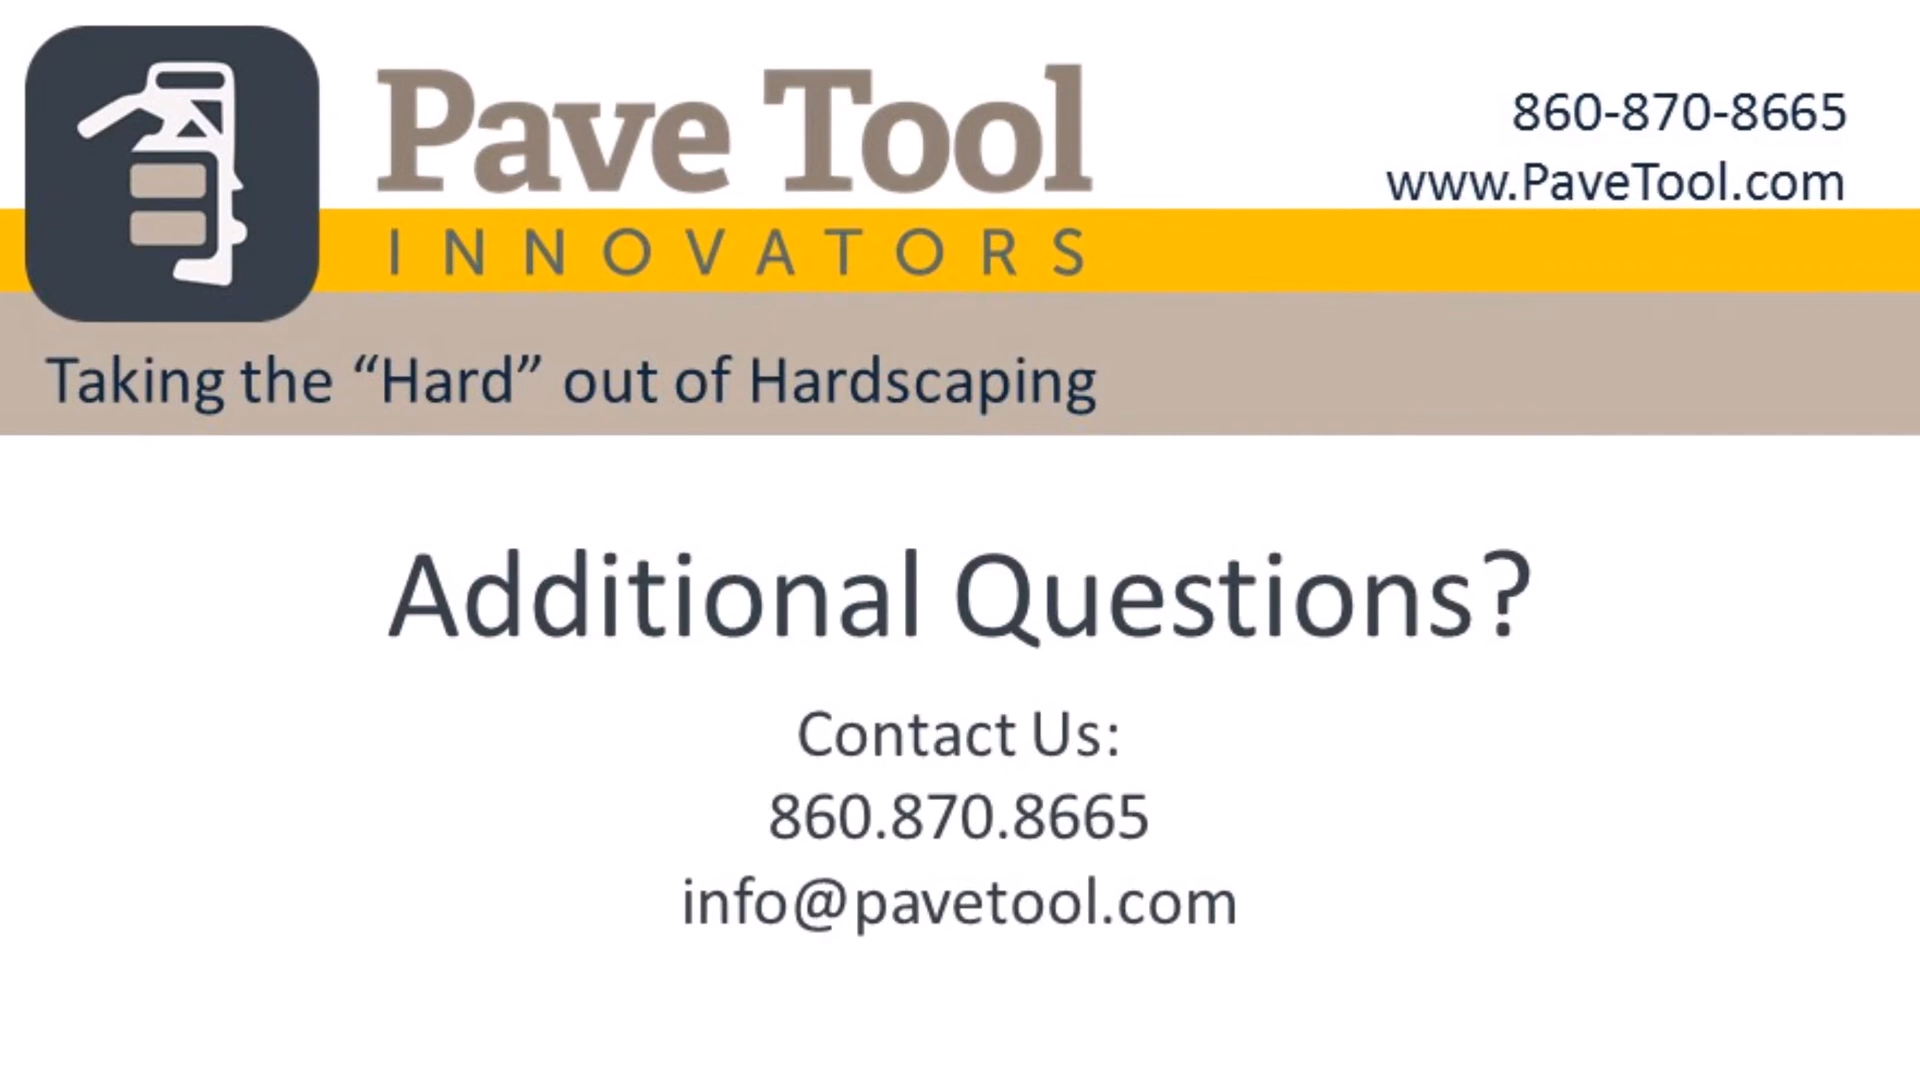 Pave Tool
INNOVATORS
860-870-8665
www.PaveTool.com
Taking the “Hard” out of Hardscaping
Additional Questions?
Contact Us:
860.870.8665
info@pavetool.com